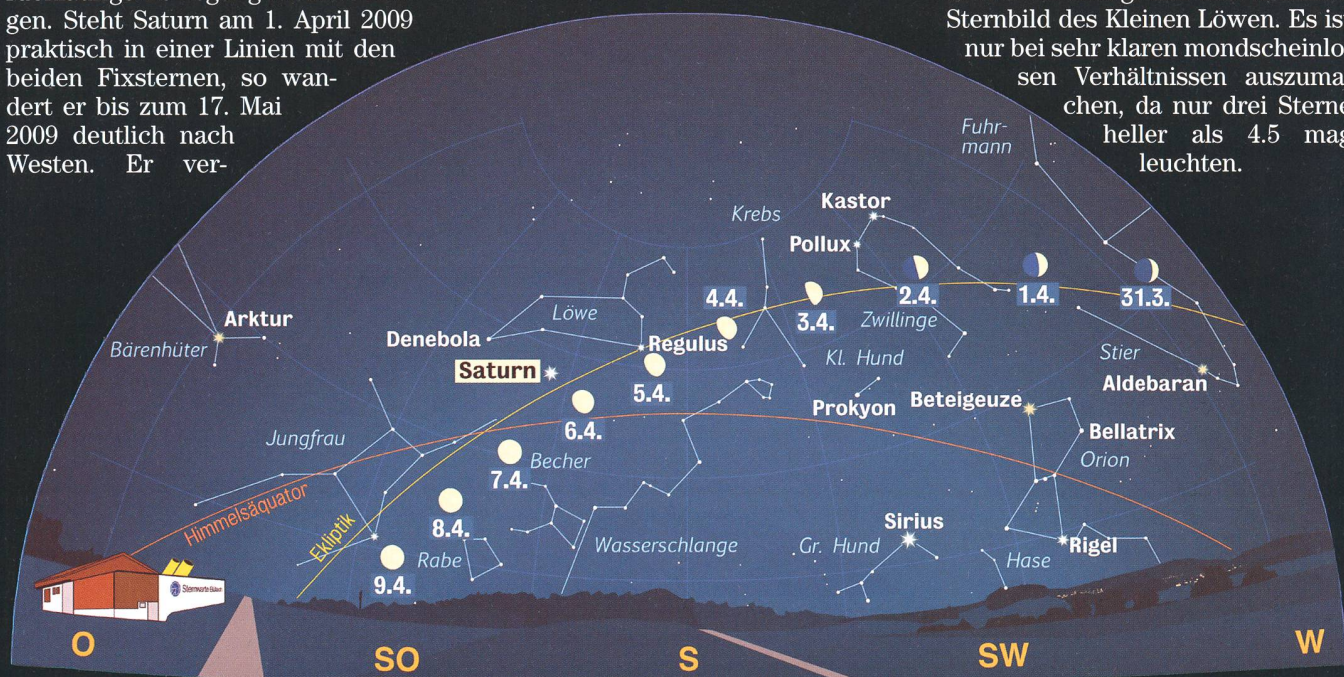 gen. Steht Saturn am 1. April 2009
praktisch in einer Linien mit den
beiden Fixsternen, so wan-
dert er bis zum 17. Mai
2009 deutlich nach
Westen. Er ver-
Sternbild des Kleinen Löwen. Es is
nur bei sehr klaren mondscheinlo-
sen Verhältnissen auszuma-
chen, da nur drei Sterne
heller als 4.5 mag
leuchten.
Fuhr-
mann
Kastor
Krebs
Pollux
4.4.
2.4.
1.4.
31.3.
3.4.
Zwillinge
Löwe
Arktur
Bärenhüter
Denebola
Regulus
Saturn
Kl. Hund
Stier
Aldebaran
5.4.
Prokyon
Beteigeuze
6.4.
Bellatrix
Jungfrau
Becher
Orion
7.4.
Himmelsäquator
Ekliptik
8.4.
Sirius
Rabe
Wasserschlange
Gr. Hund
Hase
Rigel
9.4.
Sternwarte Bülach
O
SO
S
SW
W